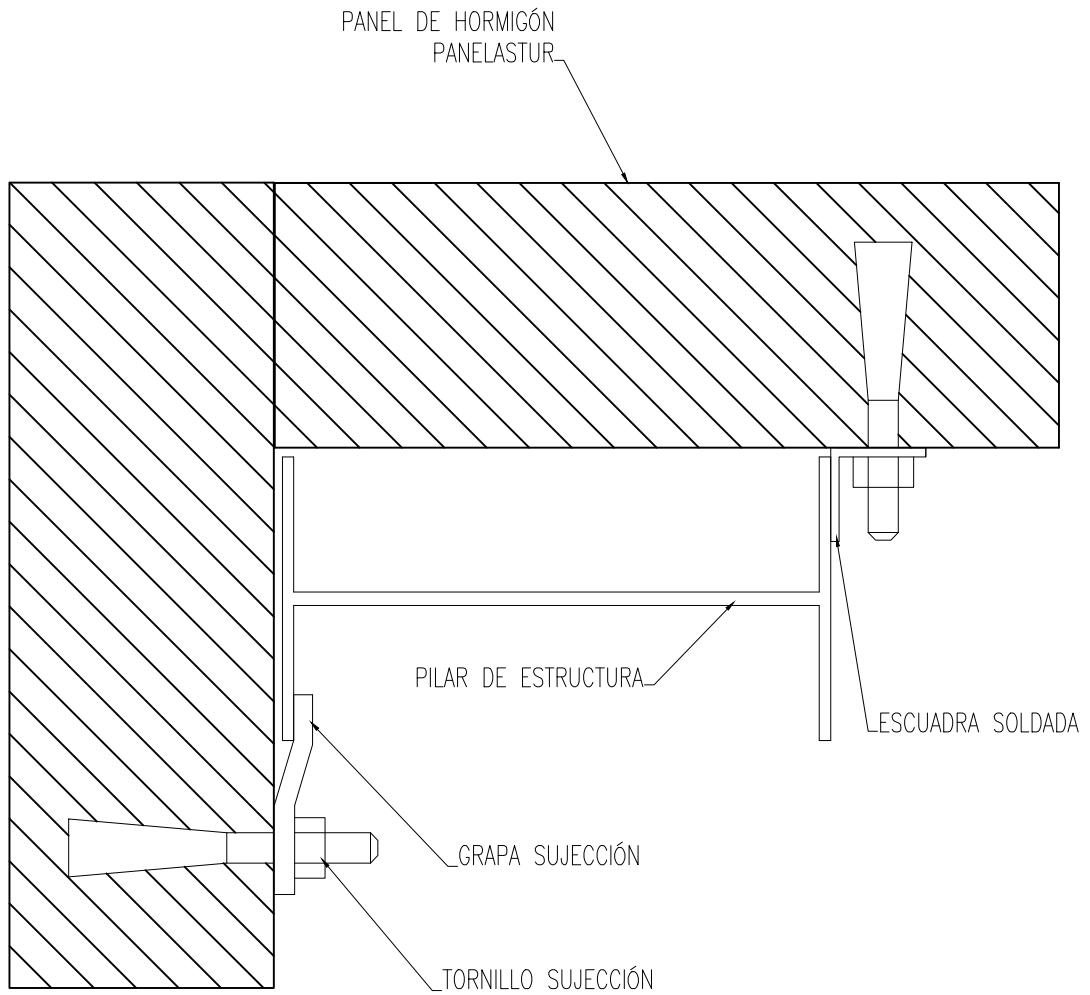 PANEL DE HORMIGÓN
PANELASTUR
PILAR DE ESTRUCTURA
ESCUADRA SOLDADA
GRAPA SUJECCIÓN
TORNILLO SUJECCIÓN